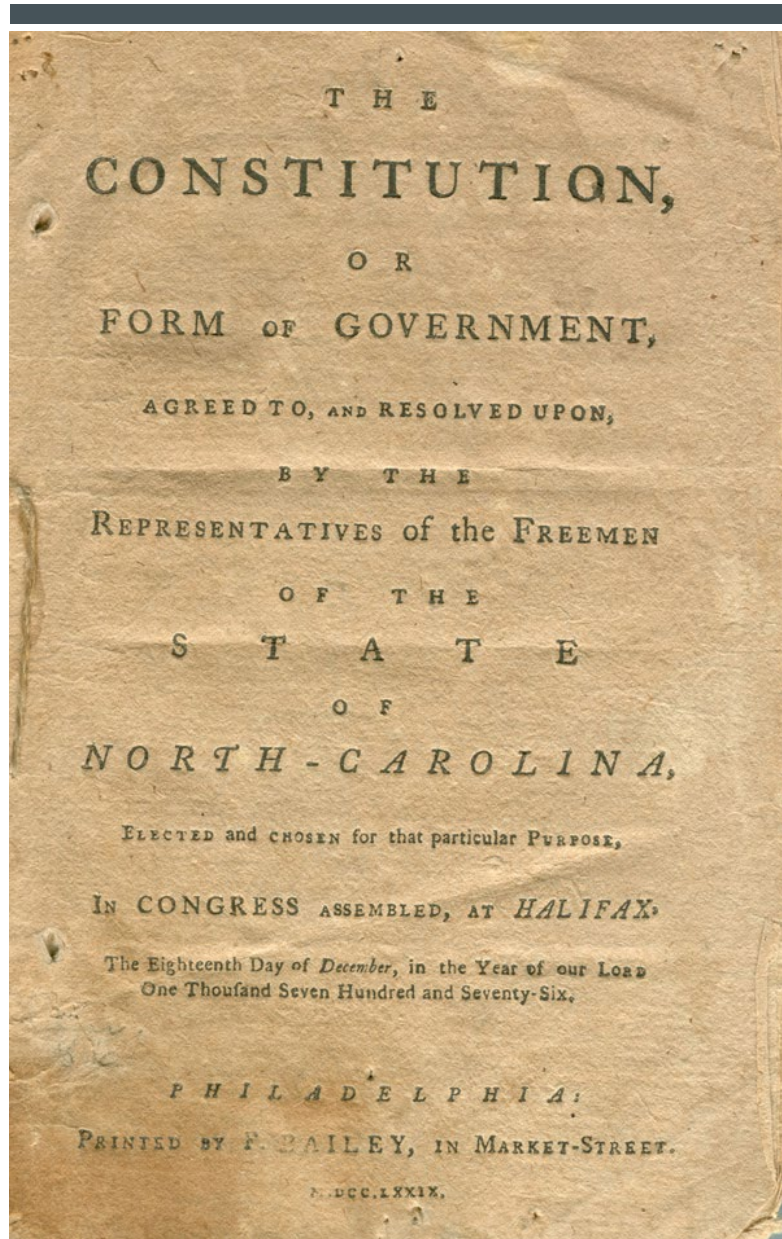 THE
CONSTITUTION,
OR
FORM OF GOVERNMENT,
AGREED TO, AND RESOLVED UPON,
BY THE
REPRESENTATIVES of the FREEMEN
OF THE
STATE
OF
NORTH-CAROLINA,
ELECTED and CHOSEN for that particular PURPOSE,
IN CONGRESS ASSEMBLED, AT HALIFAX,
The Eighteenth Day of December, in the Year of our LORD
One Thouſand Seven Hundred and Seventy-Six.
PHILADELPHIA:
PRINTED BY F. BAILEY, IN MARKET-STREET.
M.DCC.LXXIX.